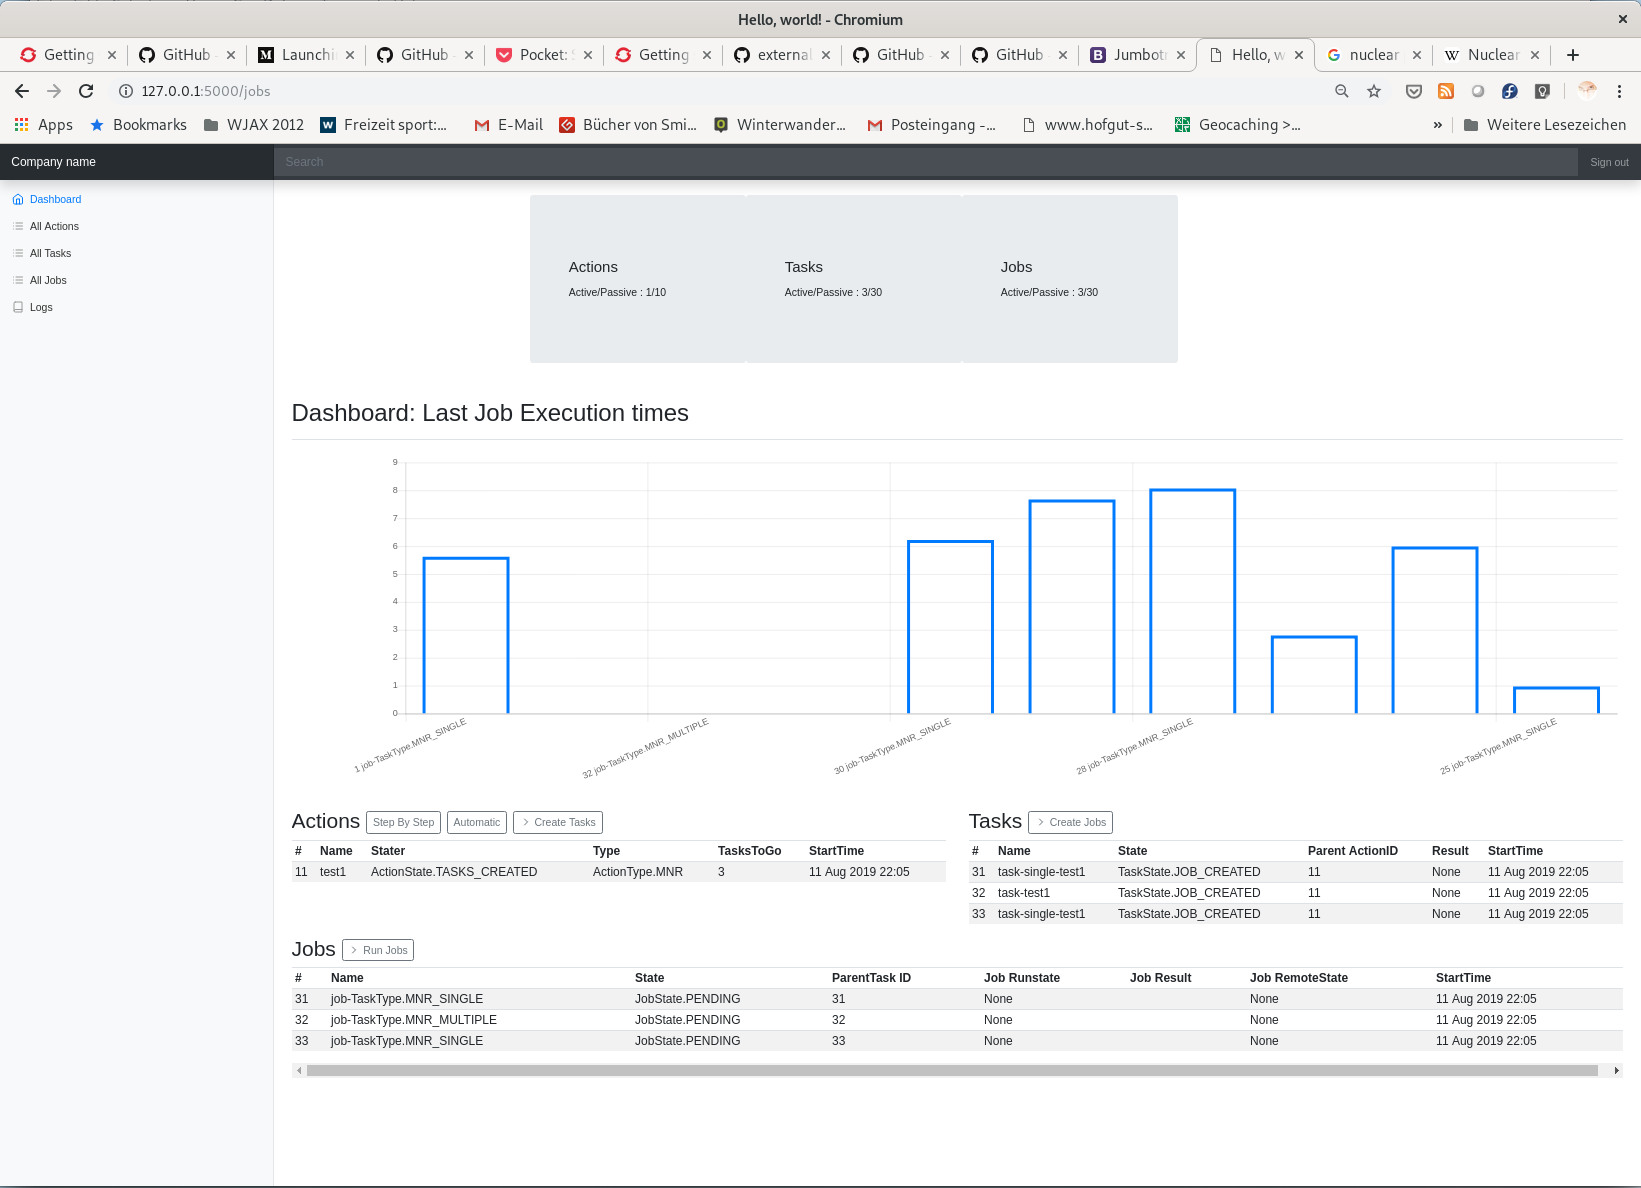 Hello, world! - Chromium
Getting GitHub Launchi GitHub Pocket: Getting external GitHub GitHub Jumbotr Hello, w nuclear Nuclear
127.0.0.1:5000/jobs
Apps Bookmarks WJAX 2012 Freizeit sport:... E-Mail Bücher von Smi... Winterwander... Posteingang -... www.hofgut-s... Geocaching >... » Weitere Lesezeichen
Company name Search Sign out
Dashboard
All Actions
All Tasks
All Jobs
Logs
Actions Tasks Jobs
Active/Passive : 1/10 Active/Passive : 3/30 Active/Passive : 3/30
Dashboard: Last Job Execution times
9
8
7
6
5
4
3
2
1
0
1 job-TaskType.MNR_SINGLE 32 job-TaskType.MNR_MULTIPLE 30 job-TaskType.MNR_SINGLE 28 job-TaskType.MNR_SINGLE 25 job-TaskType.MNR_SINGLE
Actions Step By Step Automatic Create Tasks
# Name Stater Type TasksToGo StartTime
11 test1 ActionState.TASKS_CREATED ActionType.MNR 3 11 Aug 2019 22:05
Tasks Create Jobs
# Name State Parent ActionID Result StartTime
31 task-single-test1 TaskState.JOB_CREATED 11 None 11 Aug 2019 22:05
32 task-test1 TaskState.JOB_CREATED 11 None 11 Aug 2019 22:05
33 task-single-test1 TaskState.JOB_CREATED 11 None 11 Aug 2019 22:05
Jobs Run Jobs
# Name State ParentTask ID Job Runstate Job Result Job RemoteState StartTime
31 job-TaskType.MNR_SINGLE JobState.PENDING 31 None None 11 Aug 2019 22:05
32 job-TaskType.MNR_MULTIPLE JobState.PENDING 32 None None 11 Aug 2019 22:05
33 job-TaskType.MNR_SINGLE JobState.PENDING 33 None None 11 Aug 2019 22:05